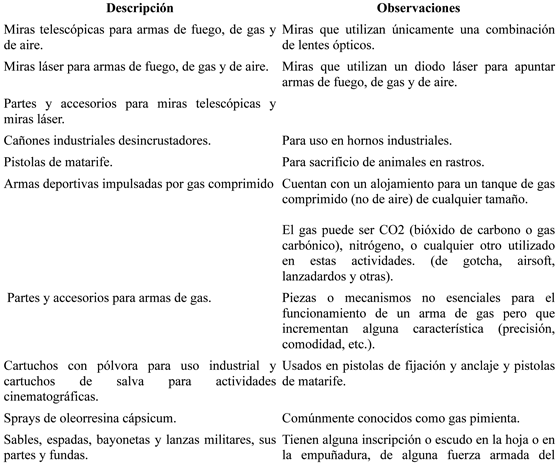 Descripción Observaciones
Miras telescópicas para armas de fuego, de gas y de aire. Miras que utilizan únicamente una combinación de lentes ópticos.
Miras láser para armas de fuego, de gas y de aire. Miras que utilizan un diodo láser para apuntar armas de fuego, de gas y de aire.
Partes y accesorios para miras telescópicas y miras láser.
Cañones industriales desincrustadores. Para uso en hornos industriales.
Pistolas de matarife. Para sacrificio de animales en rastros.
Armas deportivas impulsadas por gas comprimido Cuentan con un alojamiento para un tanque de gas comprimido (no de aire) de cualquier tamaño.
El gas puede ser CO2 (bióxido de carbono o gas carbónico), nitrógeno, o cualquier otro utilizado en estas actividades. (de gotcha, airsoft, lanzadardos y otras).
Partes y accesorios para armas de gas. Piezas o mecanismos no esenciales para el funcionamiento de un arma de gas pero que incrementan alguna característica (precisión, comodidad, etc.).
Cartuchos con pólvora para uso industrial y cartuchos de salva para actividades cinematográficas. Usados en pistolas de fijación y anclaje y pistolas de matarife.
Sprays de oleorresina cápsicum. Comúnmente conocidos como gas pimienta.
Sables, espadas, bayonetas y lanzas militares, sus partes y fundas. Tienen alguna inscripción o escudo en la hoja o en la empuñadura, de alguna fuerza armada del